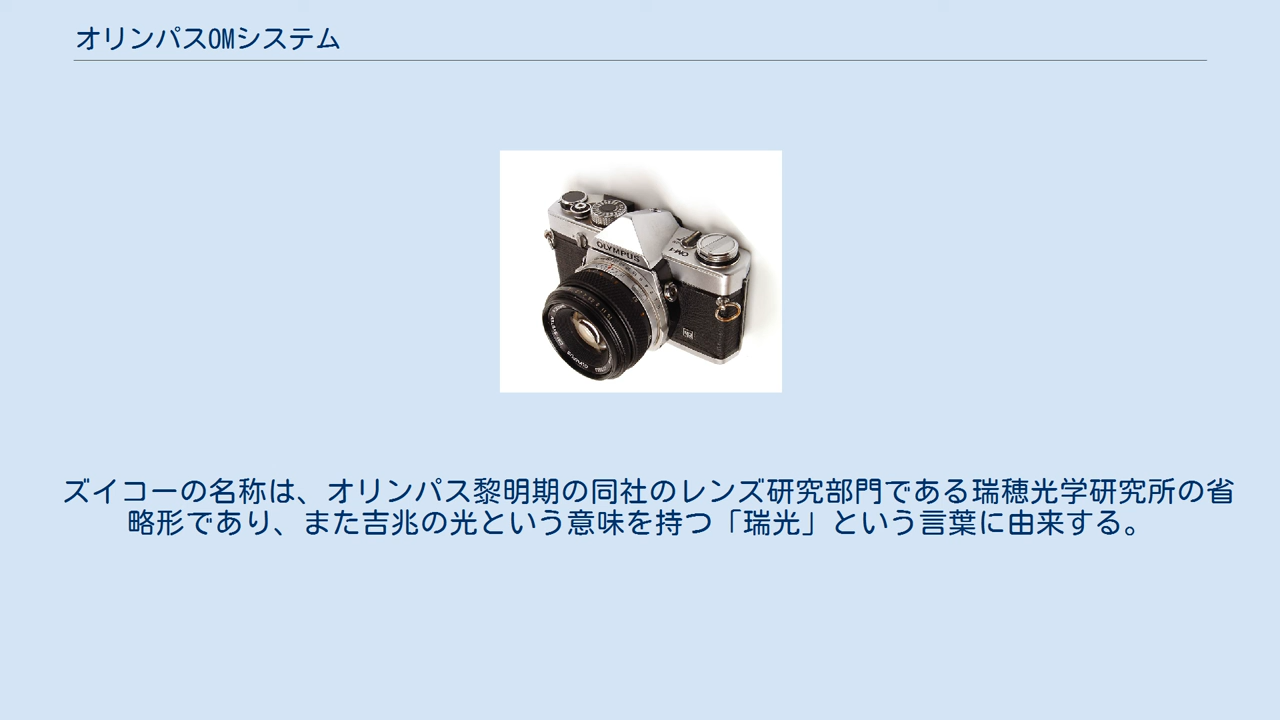 オリンパスOMシステム
OLYMPUS
OM-1
ズイコーの名称は、オリンパス黎明期の同社のレンズ研究部門である瑞穂光学研究所の省
略形であり、また吉兆の光という意味を持つ「瑞光」という言葉に由来する。